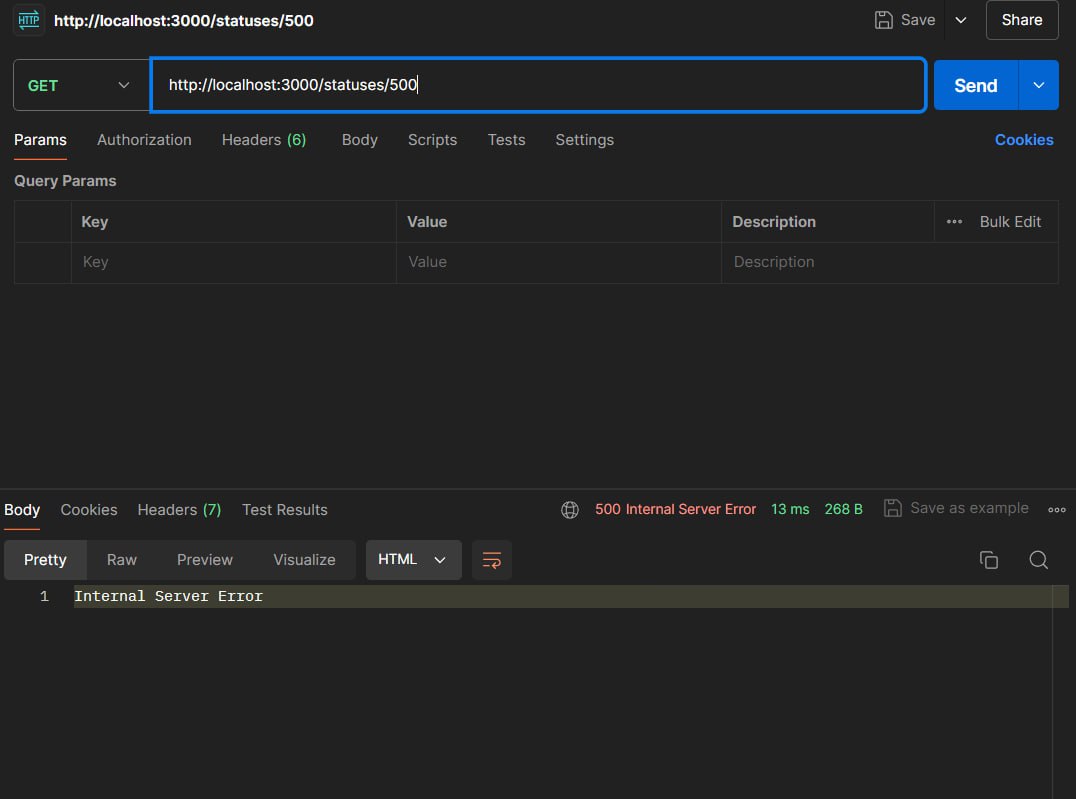 HTTP http://localhost:3000/statuses/500 Save Share
GET http://localhost:3000/statuses/500 Send
Params Authorization Headers (6) Body Scripts Tests Settings Cookies
Query Params
Key Value Description ••• Bulk Edit
Key Value Description
Body Cookies Headers (7) Test Results 500 Internal Server Error 13 ms 268 B Save as example
Pretty Raw Preview Visualize HTML
1 Internal Server Error